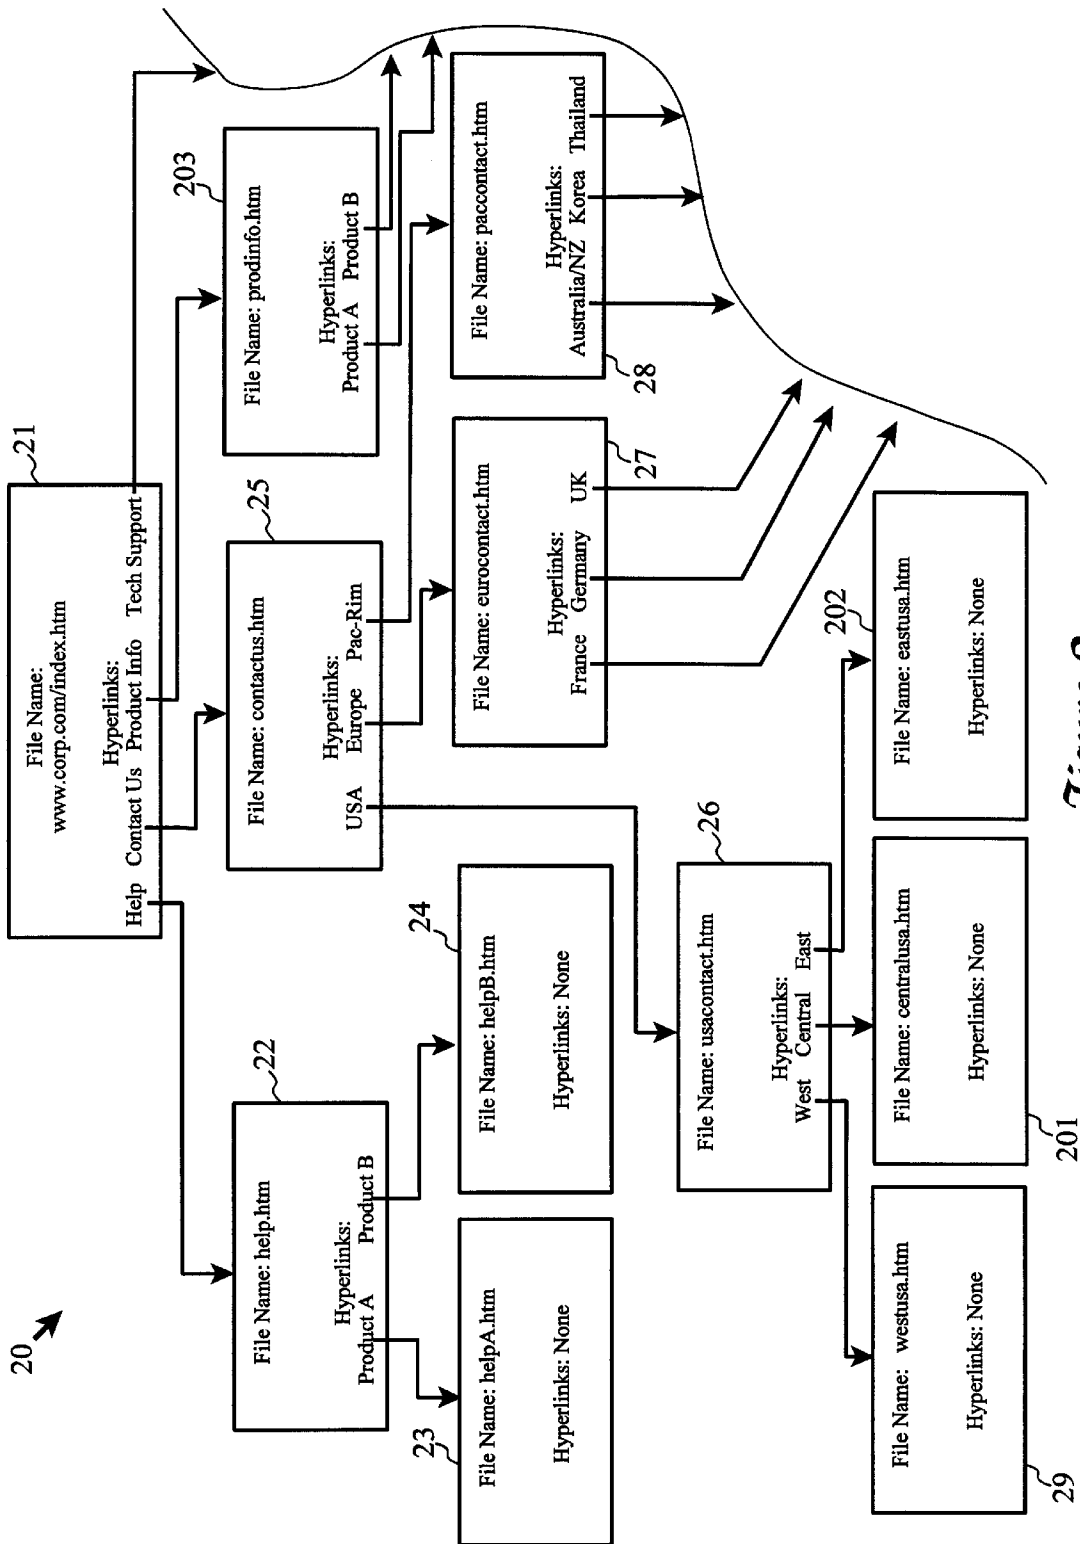 20
21
File Name:
www.corp.com/index.htm
Hyperlinks:
Help Contact Us Product Info Tech Support
22
File Name: help.htm
Hyperlinks:
Product A Product B
25
File Name: contactus.htm
Hyperlinks:
USA Europe Pac-Rim
203
File Name: prodinfo.htm
Hyperlinks:
Product A Product B
23
File Name: helpA.htm
Hyperlinks: None
24
File Name: helpB.htm
Hyperlinks: None
File Name: eurocontact.htm
Hyperlinks:
France Germany UK
27
File Name: paccontact.htm
Hyperlinks:
Australia/NZ Korea Thailand
28
26
File Name: usacontact.htm
Hyperlinks:
West Central East
File Name: westusa.htm
Hyperlinks: None
29
File Name: centralusa.htm
Hyperlinks: None
201
202
File Name: eastusa.htm
Hyperlinks: None